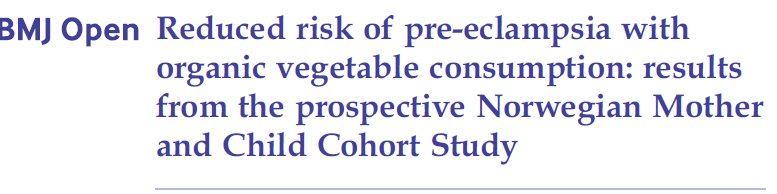 BMJ Open Reduced risk of pre-eclampsia with
organic vegetable consumption: results
from the prospective Norwegian Mother
and Child Cohort Study